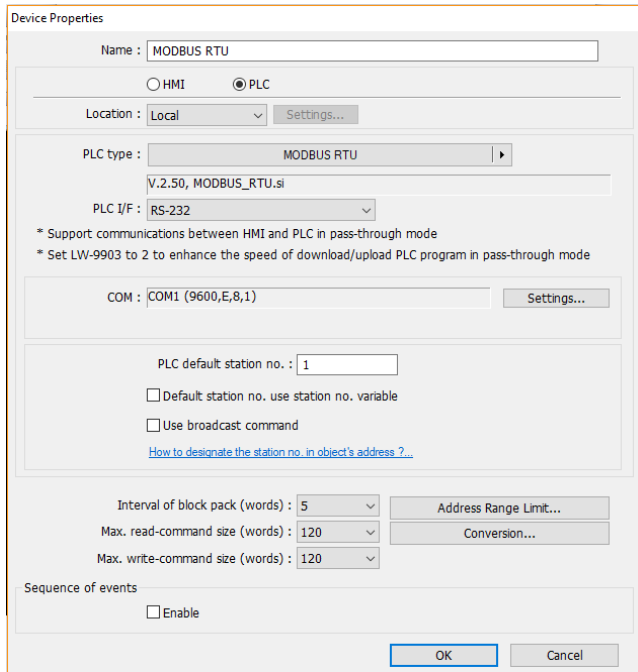 Device Properties
Name : MODBUS RTU
HMI PLC
Location : Local Settings...
PLC type : MODBUS RTU
V.2.50, MODBUS_RTU.si
PLC I/F : RS-232
* Support communications between HMI and PLC in pass-through mode
* Set LW-9903 to 2 to enhance the speed of download/upload PLC program in pass-through mode
COM : COM1 (9600,E,8,1) Settings...
PLC default station no. : 1
Default station no. use station no. variable
Use broadcast command
How to designate the station no. in object's address ?...
Interval of block pack (words) : 5 Address Range Limit...
Max. read-command size (words) : 120 Conversion...
Max. write-command size (words) : 120
Sequence of events
Enable
OK Cancel